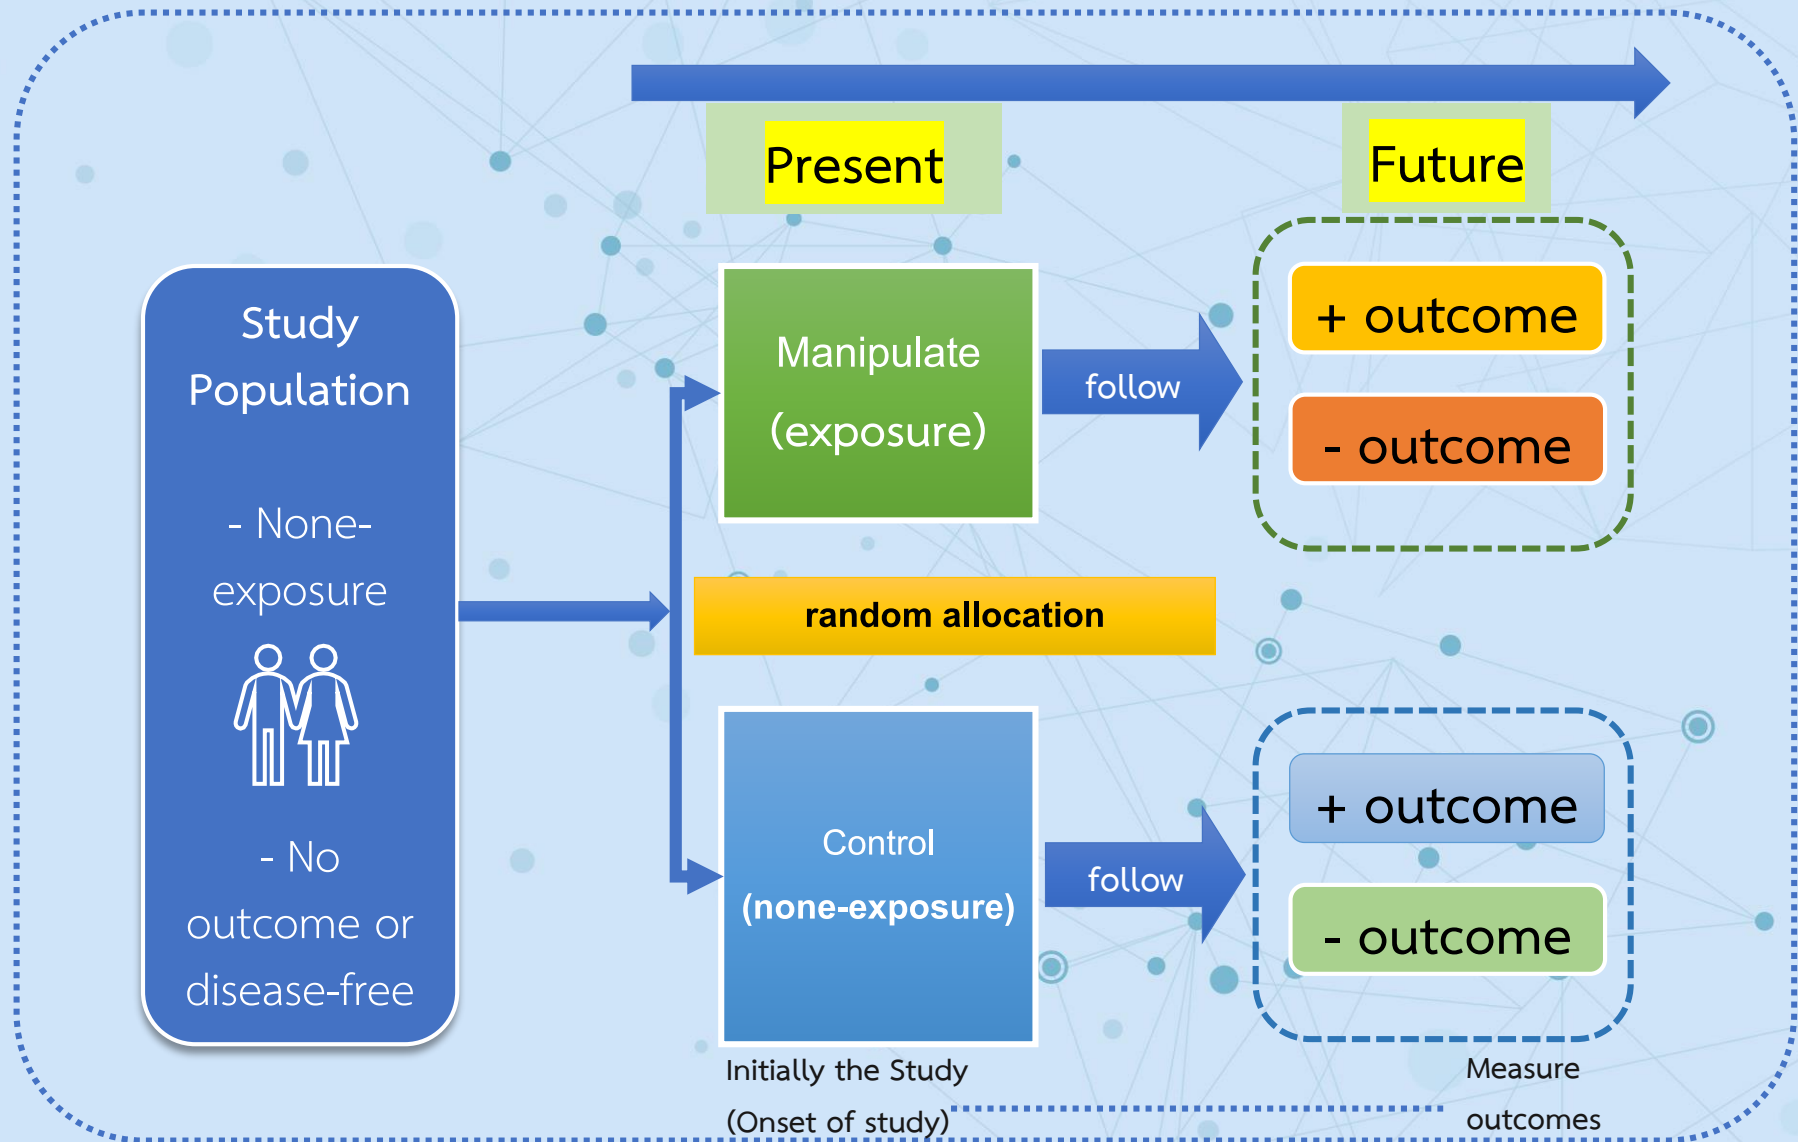 Present
Future
Study
Population
- None-
exposure
- No
outcome or
disease-free
Manipulate
(exposure)
follow
+ outcome
- outcome
random allocation
Control
(none-exposure)
follow
+ outcome
- outcome
Initially the Study
(Onset of study)
Measure
outcomes